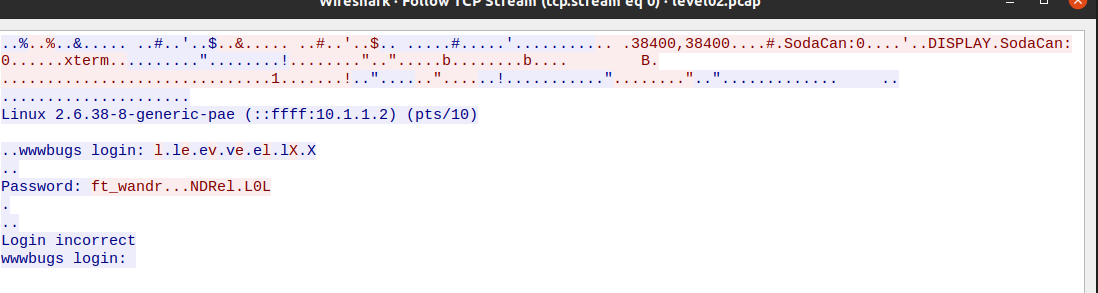 Wireshark · Follow TCP Stream (tcp.stream eq 0) · level02.pcap
..%..%..&..... ..#..'..$..&..... ..#..'..$.. .....#.....'........... .38400,38400....#.SodaCan:0....'..DISPLAY.SodaCan:
0......xterm.........."........!........"..".....b........b.... B.
..............................1.......!.."......"......!..........."........"..".............  ..
.....................
Linux 2.6.38-8-generic-pae (::ffff:10.1.1.2) (pts/10)
..wwwbugs login: l.le.ev.ve.el.lX.X
..
Password: ft_wandr...NDRel.L0L
.
..
Login incorrect
wwwbugs login: